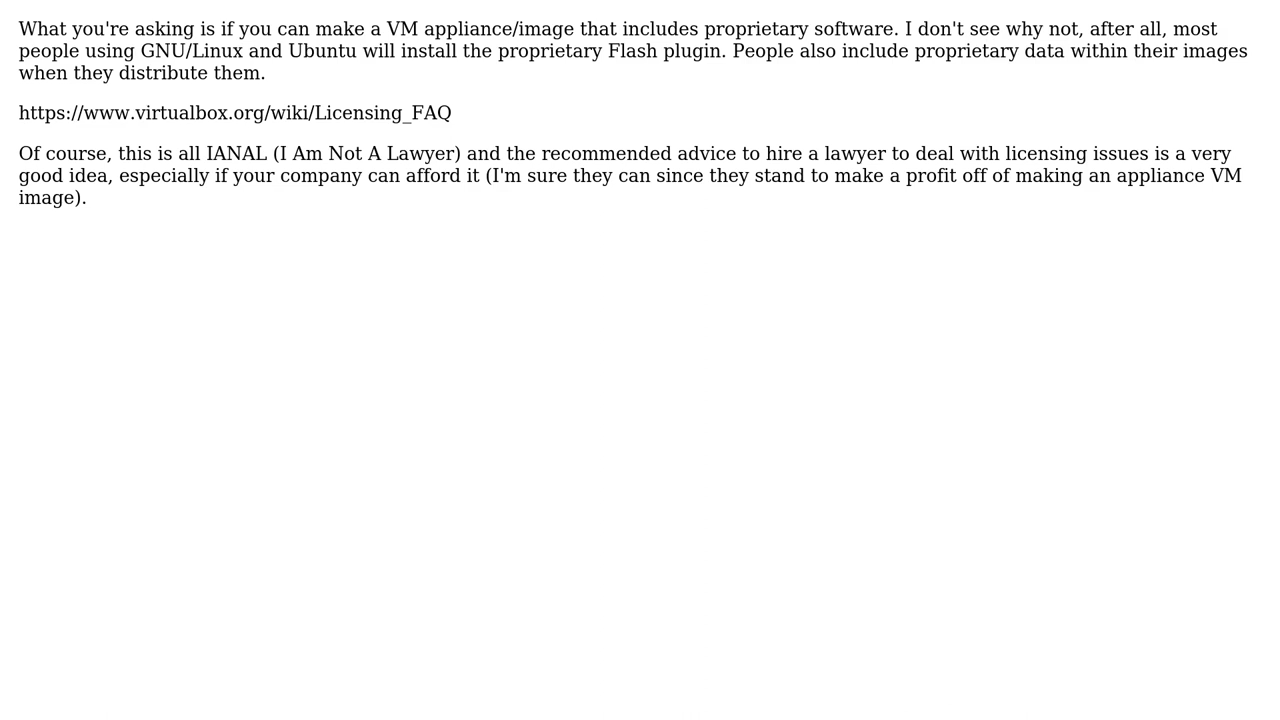 What you're asking is if you can make a VM appliance/image that includes proprietary software. I don't see why not, after all, most
people using GNU/Linux and Ubuntu will install the proprietary Flash plugin. People also include proprietary data within their images
when they distribute them.
https://www.virtualbox.org/wiki/Licensing_FAQ
Of course, this is all IANAL (I Am Not A Lawyer) and the recommended advice to hire a lawyer to deal with licensing issues is a very
good idea, especially if your company can afford it (I'm sure they can since they stand to make a profit off of making an appliance VM
image).